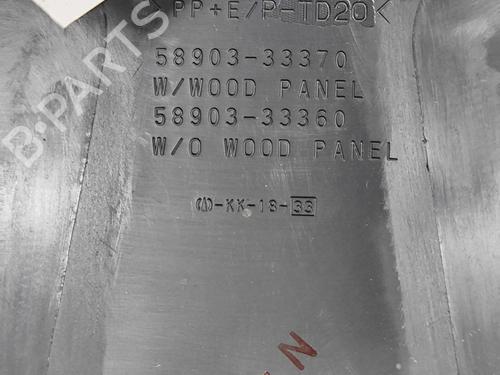 >PP+E/P-TD20<
58903-33370
W/WOOD PANEL
58903-33360
W/O WOOD PANEL
-KK-18-33
B-PARTS